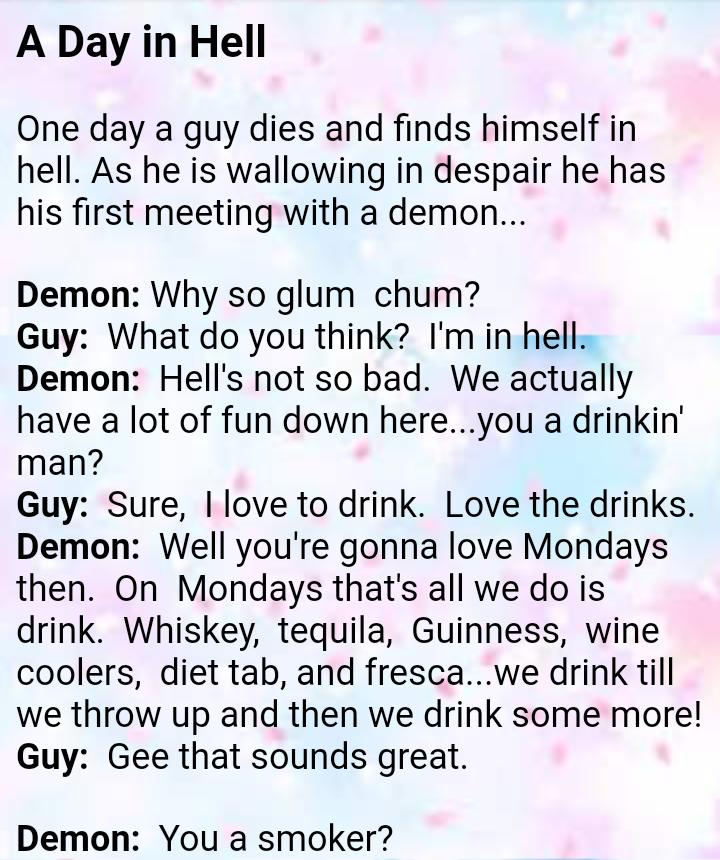 A Day in Hell
One day a guy dies and finds himself in
hell. As he is wallowing in despair he has
his first meeting with a demon...
Demon: Why so glum  chum?
Guy:  What do you think?  I'm in hell.
Demon:  Hell's not so bad.  We actually
have a lot of fun down here...you a drinkin'
man?
Guy:  Sure,  I love to drink.  Love the drinks.
Demon:  Well you're gonna love Mondays
then.  On  Mondays that's all we do is
drink.  Whiskey,  tequila,  Guinness,  wine
coolers,  diet tab, and fresca...we drink till
we throw up and then we drink some more!
Guy:  Gee that sounds great.
Demon:  You a smoker?